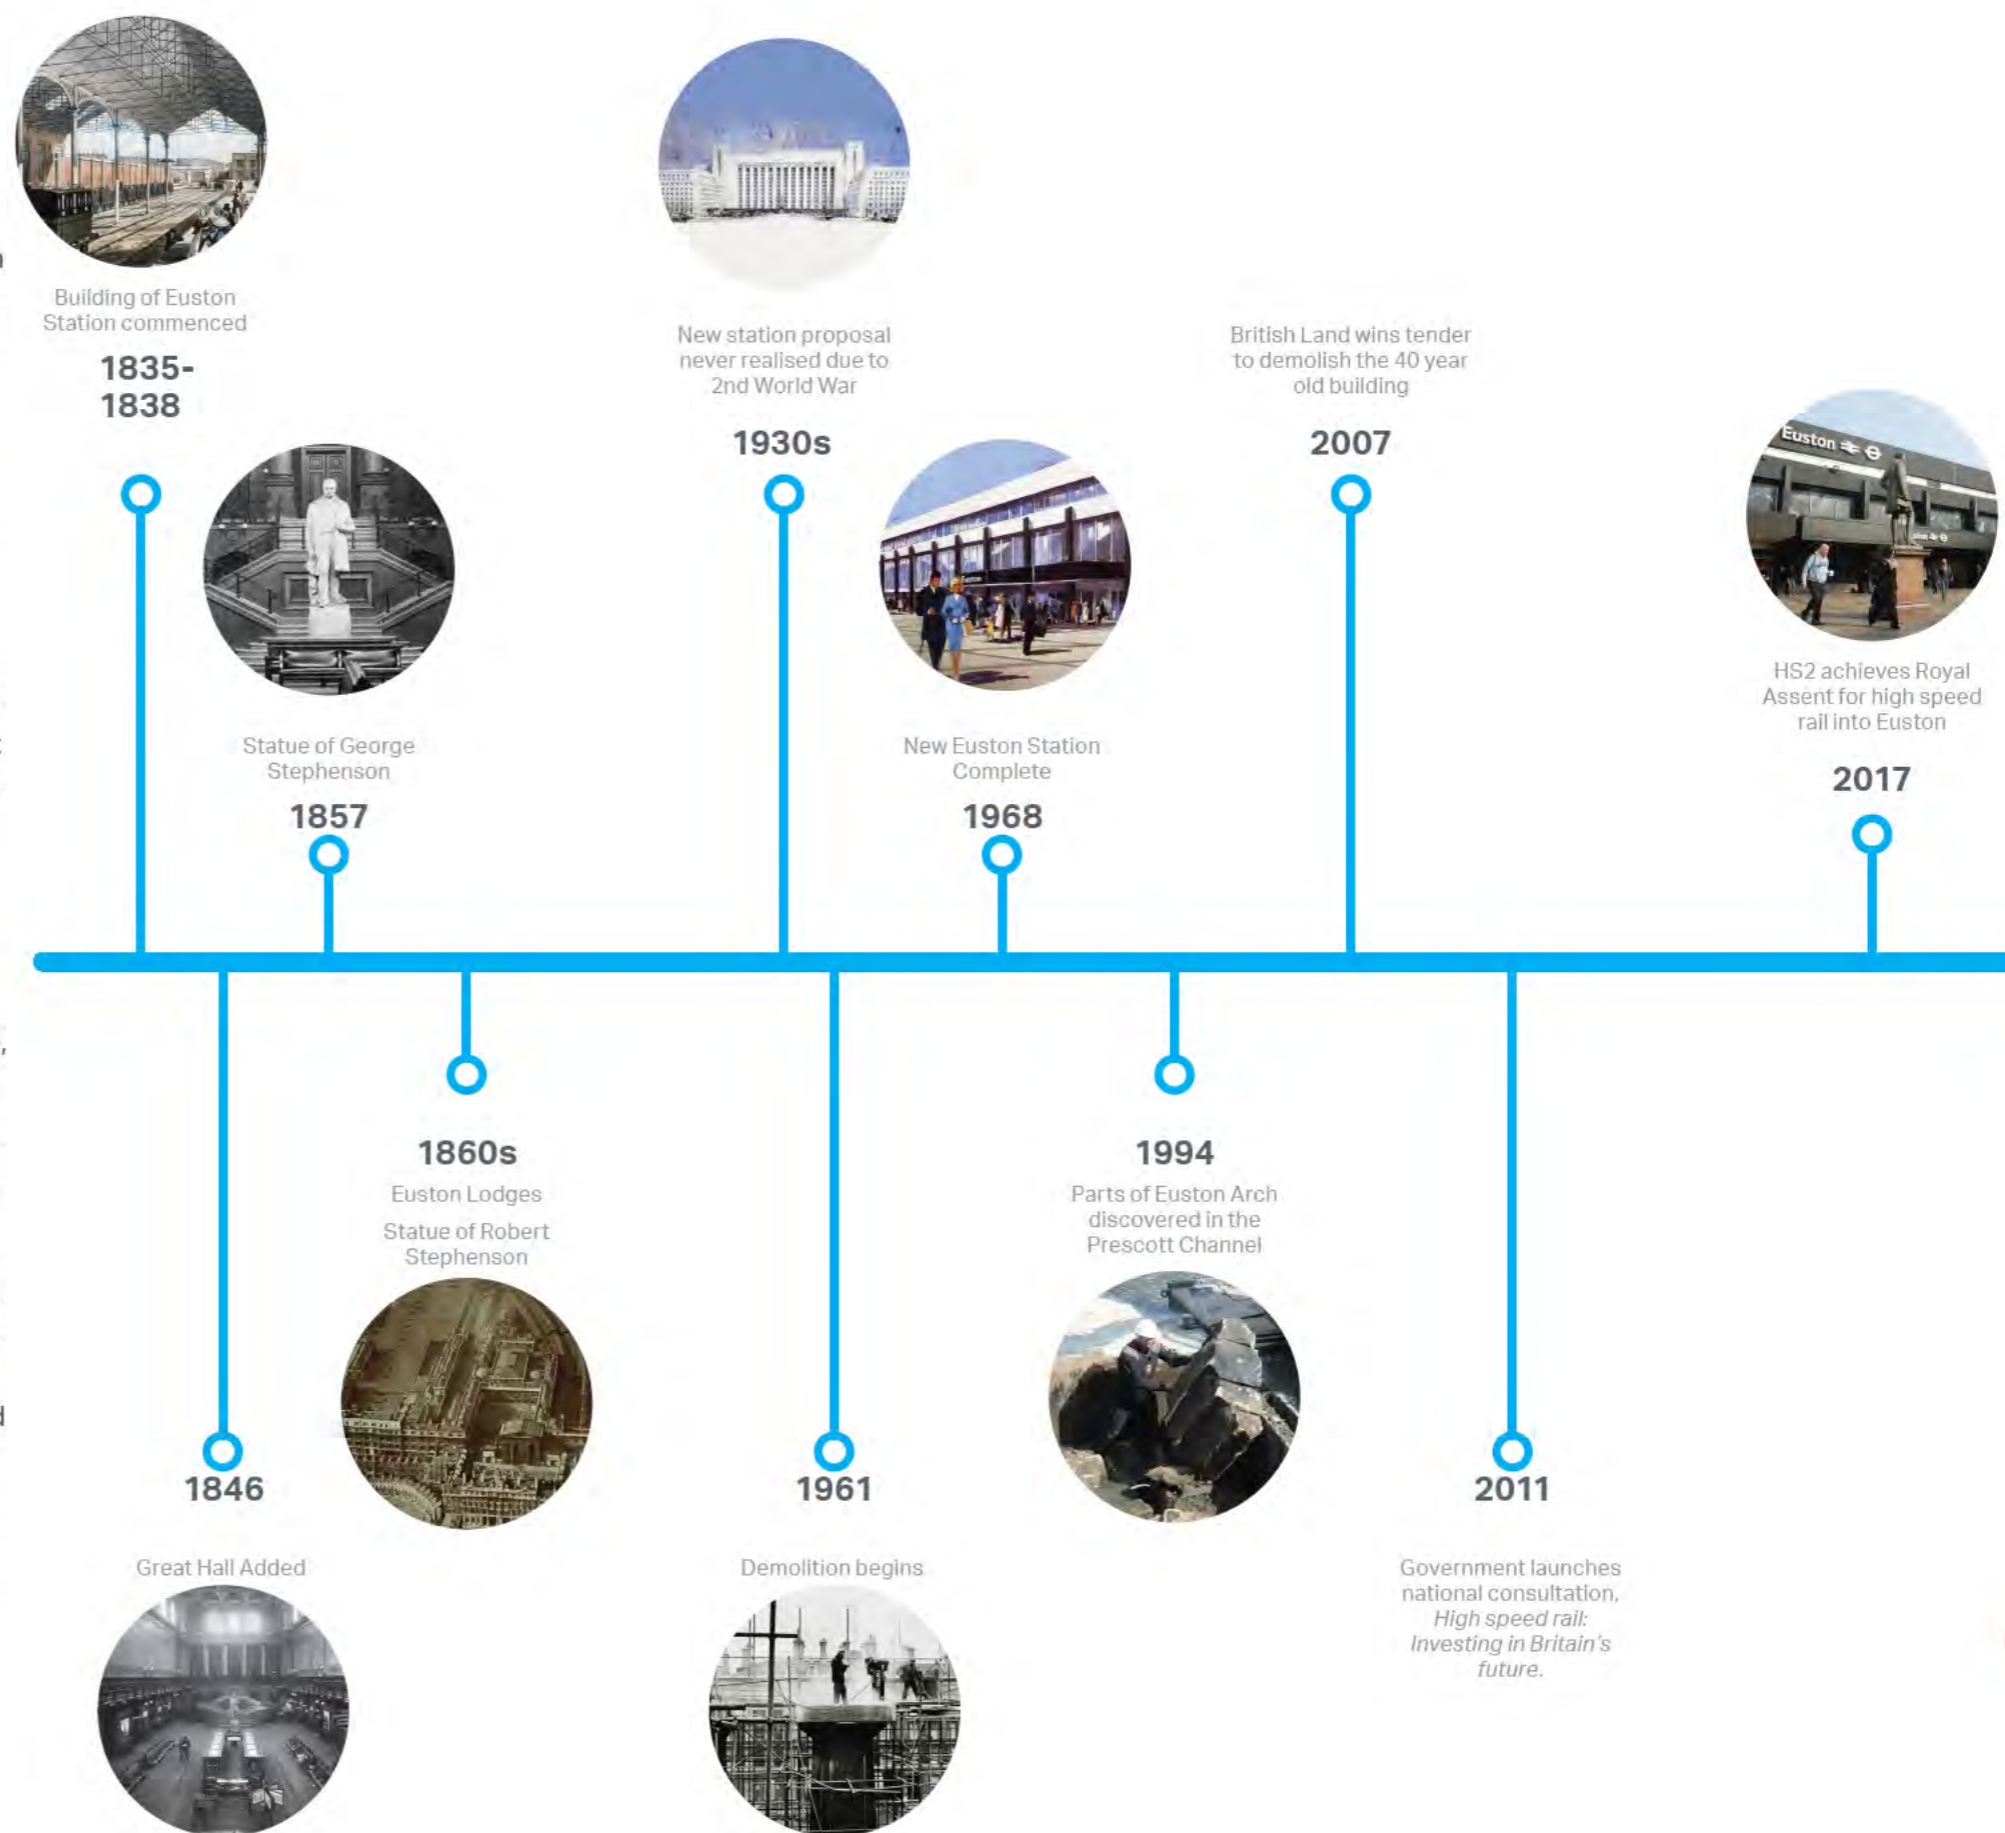 Building of Euston
Station commenced
1835-
1838
Statue of George
Stephenson
1857
New station proposal
never realised due to
2nd World War
1930s
Euston
New Euston Station
Complete
1968
British Land wins tender
to demolish the 40 year
old building
2007
Euston
HS2 achieves Royal
Assent for high speed
rail into Euston
2017
1846
Great Hall Added
1860s
Euston Lodges
Statue of Robert
Stephenson
1961
Demolition begins
1994
Parts of Euston Arch
discovered in the
Prescott Channel
2011
Government launches
national consultation,
High speed rail:
Investing in Britain's
future.